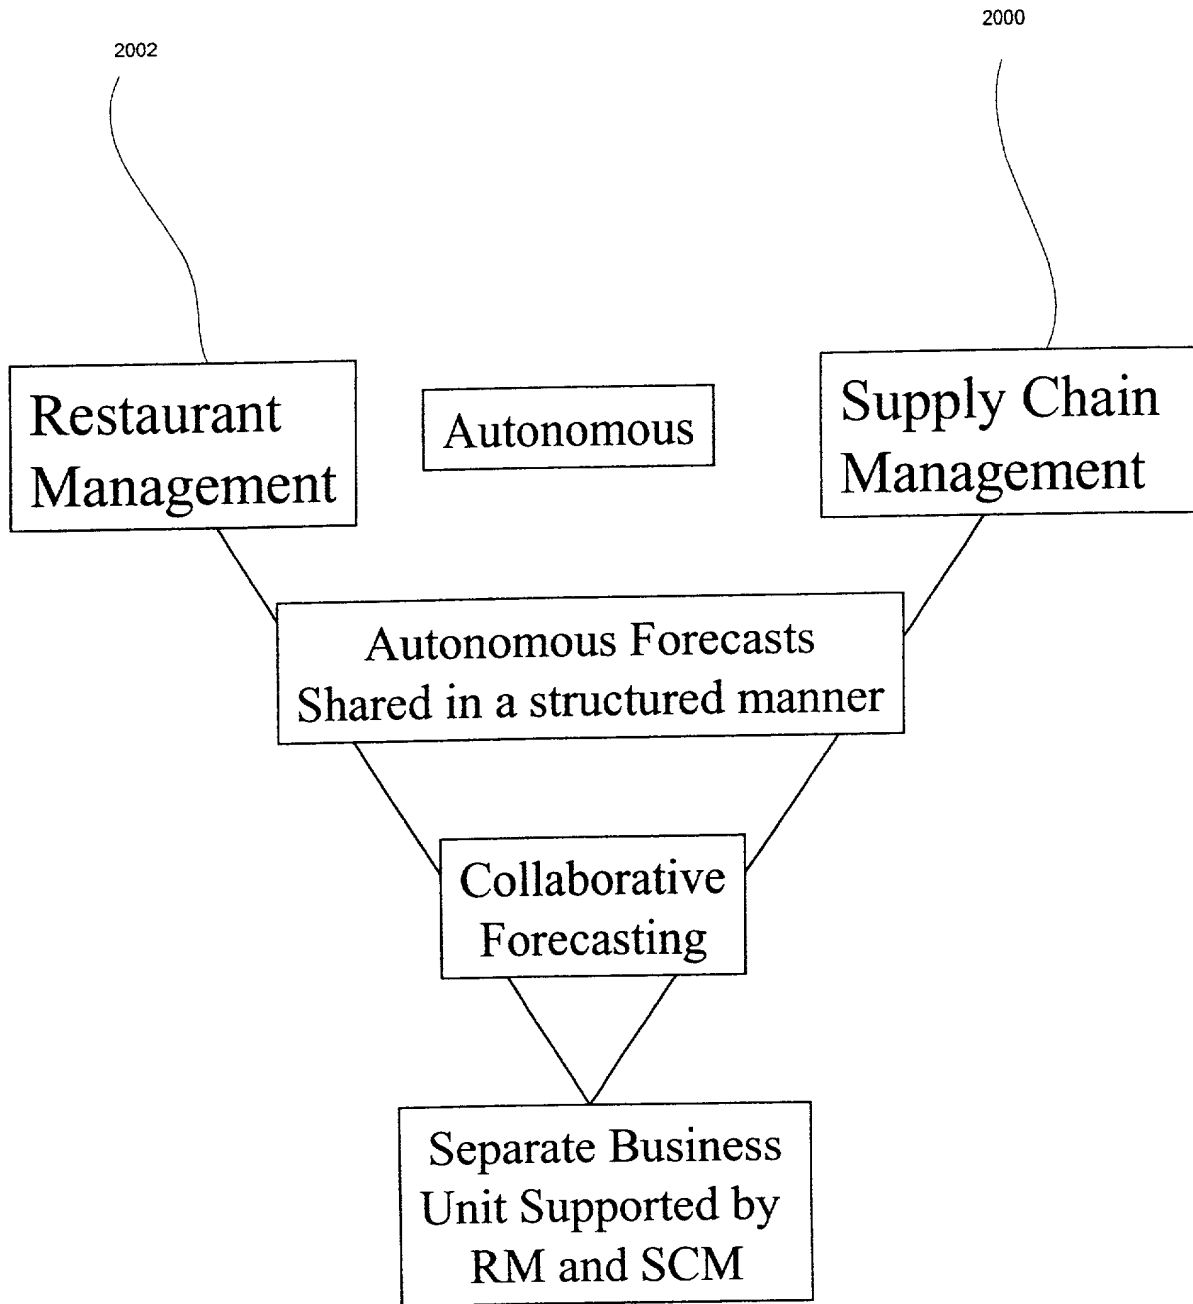 2002
2000
Restaurant
Management
Autonomous
Supply Chain
Management
Autonomous Forecasts
Shared in a structured manner
Collaborative
Forecasting
Separate Business
Unit Supported by
RM and SCM